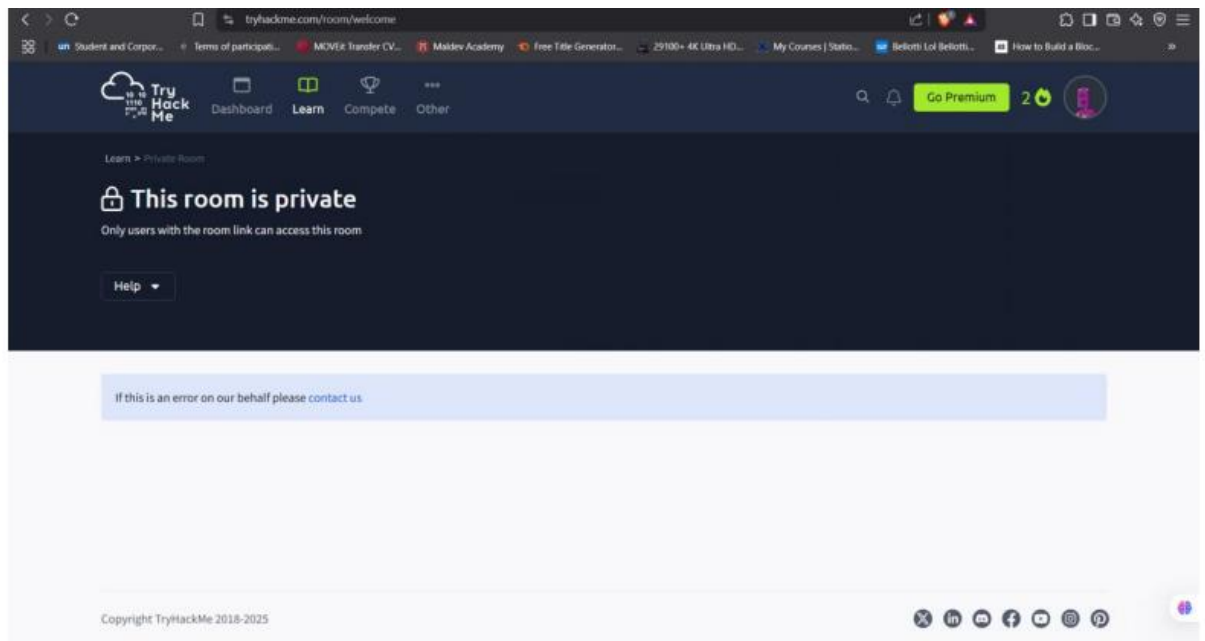 tryhackme.com/room/welcome
un Student and Corpor... Terms of participati... MOVEit Transfer CV... Maldev Academy Free Title Generator... 29100+ 4K Ultra HD... My Courses | Statio... Bellotti Lol Bellotti... How to Build a Bloc... »
Try Hack Me
Dashboard Learn Compete Other Go Premium 2
Learn > Private Room
This room is private
Only users with the room link can access this room
Help
If this is an error on our behalf please contact us
Copyright TryHackMe 2018-2025